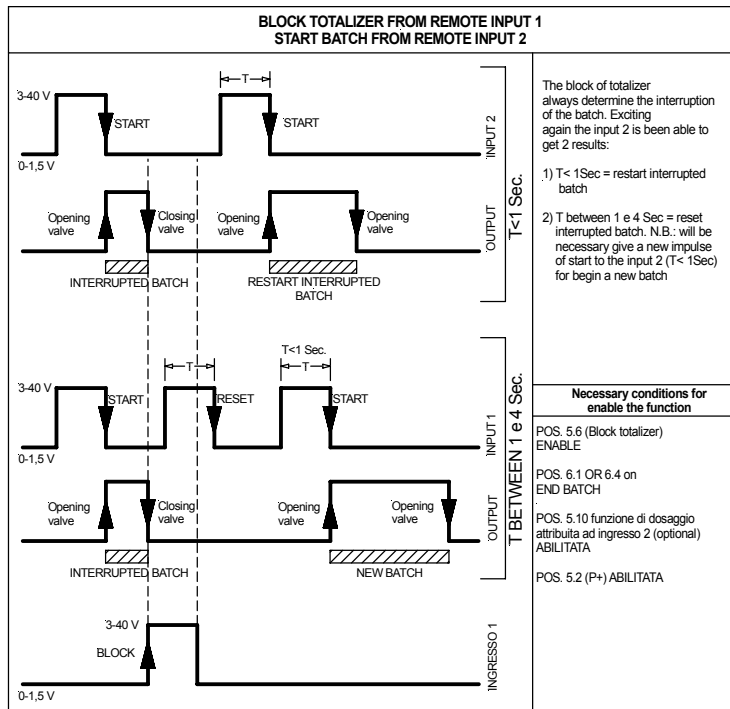 BLOCK TOTALIZER FROM REMOTE INPUT 1
START BATCH FROM REMOTE INPUT 2
T
3-40 V
START
START
0-1,5 V
INPUT 2
Opening
valve
Closing
valve
Opening
valve
Opening
valve
OUTPUT
T<1 Sec.
INTERRUPTED BATCH
RESTART INTERRUPTED
BATCH
T<1 Sec.
T
T
3-40 V
START
RESET
START
0-1,5 V
INPUT 1
Opening
valve
Closing
valve
Opening
valve
Opening
valve
OUTPUT
T BETWEEN 1 e 4 Sec.
INTERRUPTED BATCH
NEW BATCH
3-40 V
BLOCK
0-1,5 V
INGRESSO 1
The block of totalizer
always determine the interruption
of the batch. Exciting
again the input 2 is been able to
get 2 results:
1) T< 1Sec = restart interrupted
batch
2) T between 1 e 4 Sec = reset
interrupted batch. N.B.: will be
necessary give a new impulse
of start to the input 2 (T< 1Sec)
for begin a new batch
Necessary conditions for
enable the function
POS. 5.6 (Block totalizer)
ENABLE
POS. 6.1 OR 6.4 on
END BATCH
POS. 5.10 funzione di dosaggio
attribuita ad ingresso 2 (optional)
ABILITATA
POS. 5.2 (P+) ABILITATA